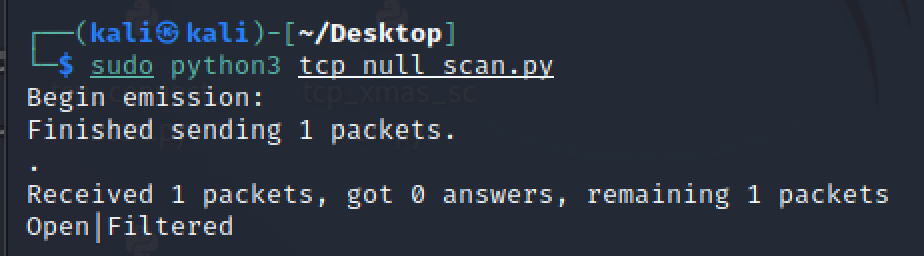 ┌──(kali㉿kali)-[~/Desktop]
└─$ sudo python3 tcp_null_scan.py
Begin emission:
tcp_xmas_sc
Finished sending 1 packets.
.
Received 1 packets, got 0 answers, remaining 1 packets
Open|Filtered